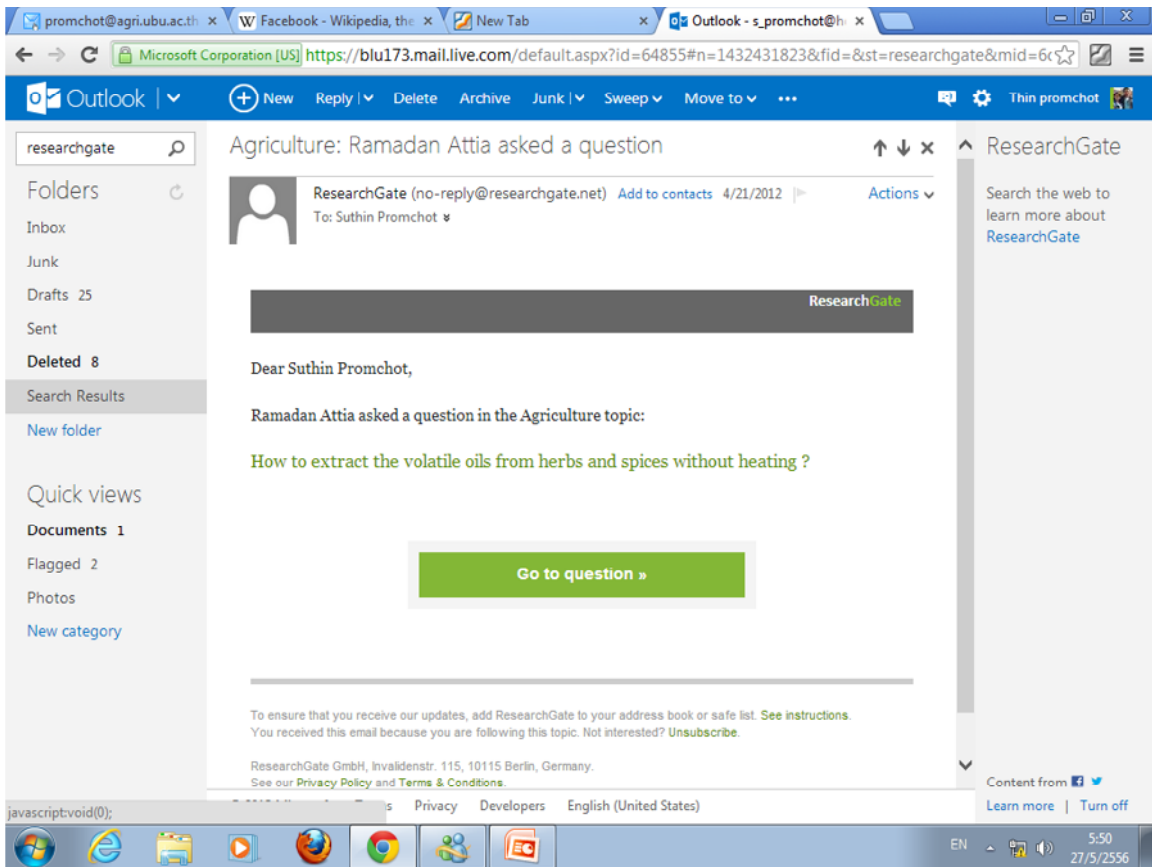 promchot@agri.ubu.ac.th
W Facebook - Wikipedia, the
New Tab
Outlook - s_promchot@h
Microsoft Corporation [US] https://blu173.mail.live.com/default.aspx?id=64855#n=1432431823&fid=&st=researchgate&mid=6
Outlook
New Reply Delete Archive Junk Sweep Move to ••• Thin promchot
researchgate
Folders
Inbox
Junk
Drafts 25
Sent
Deleted 8
Search Results
New folder
Quick views
Documents 1
Flagged 2
Photos
New category
Agriculture: Ramadan Attia asked a question
ResearchGate (no-reply@researchgate.net) Add to contacts 4/21/2012 Actions
To: Suthin Promchot
ResearchGate
Dear Suthin Promchot,
Ramadan Attia asked a question in the Agriculture topic:
How to extract the volatile oils from herbs and spices without heating ?
Go to question »
To ensure that you receive our updates, add ResearchGate to your address book or safe list. See instructions.
You received this email because you are following this topic. Not interested? Unsubscribe.
ResearchGate GmbH, Invalidenstr. 115, 10115 Berlin, Germany.
See our Privacy Policy and Terms & Conditions.
ResearchGate
Search the web to
learn more about
ResearchGate
Content from
Learn more | Turn off
Privacy Developers English (United States)
javascript:void(0);
EN
5:50
27/5/2556